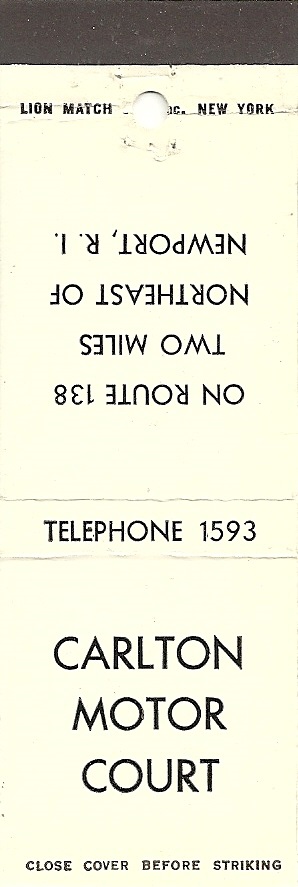 LION MATCH NEW YORK
ON ROUTE 138
TWO MILES
NORTHEAST OF
NEWPORT, R. I.
TELEPHONE 1593
CARLTON
MOTOR
COURT
CLOSE COVER BEFORE STRIKING